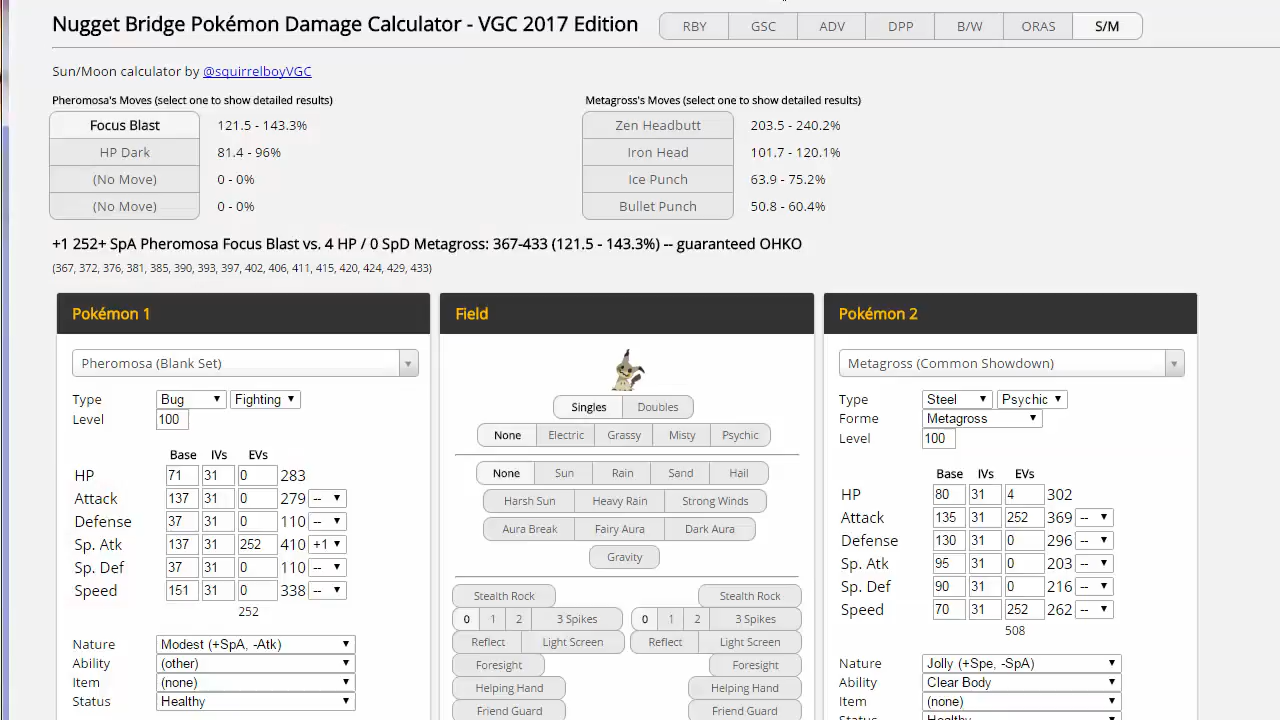 Nugget Bridge Pokémon Damage Calculator - VGC 2017 Edition RBY GSC ADV DPP B/W ORAS S/M
Sun/Moon calculator by @squirrelboyVGC
Pheromosa's Moves (select one to show detailed results)
Focus Blast 121.5 - 143.3%
HP Dark 81.4 - 96%
(No Move) 0 - 0%
(No Move) 0 - 0%
Metagross's Moves (select one to show detailed results)
Zen Headbutt 203.5 - 240.2%
Iron Head 101.7 - 120.1%
Ice Punch 63.9 - 75.2%
Bullet Punch 50.8 - 60.4%
+1 252+ SpA Pheromosa Focus Blast vs. 4 HP / 0 SpD Metagross: 367-433 (121.5 - 143.3%) -- guaranteed OHKO
(367, 372, 376, 381, 385, 390, 393, 397, 402, 406, 411, 415, 420, 424, 429, 433)
Pokémon 1
Pheromosa (Blank Set)
Type Bug Fighting
Level 100
Base IVs EVs
HP 71 31 0 283
Attack 137 31 0 279 --
Defense 37 31 0 110 --
Sp. Atk 137 31 252 410 +1
Sp. Def 37 31 0 110 --
Speed 151 31 0 338 --
252
Nature Modest (+SpA, -Atk)
Ability (other)
Item (none)
Status Healthy
Field
Singles Doubles
None Electric Grassy Misty Psychic
None Sun Rain Sand Hail
Harsh Sun Heavy Rain Strong Winds
Aura Break Fairy Aura Dark Aura
Gravity
Stealth Rock Stealth Rock
0 1 2 3 Spikes 0 1 2 3 Spikes
Reflect Light Screen Reflect Light Screen
Foresight Foresight
Helping Hand Helping Hand
Friend Guard Friend Guard
Pokémon 2
Metagross (Common Showdown)
Type Steel Psychic
Forme Metagross
Level 100
Base IVs EVs
HP 80 31 4 302
Attack 135 31 252 369 --
Defense 130 31 0 296 --
Sp. Atk 95 31 0 203 --
Sp. Def 90 31 0 216 --
Speed 70 31 252 262 --
508
Nature Jolly (+Spe, -SpA)
Ability Clear Body
Item (none)
Status Healthy